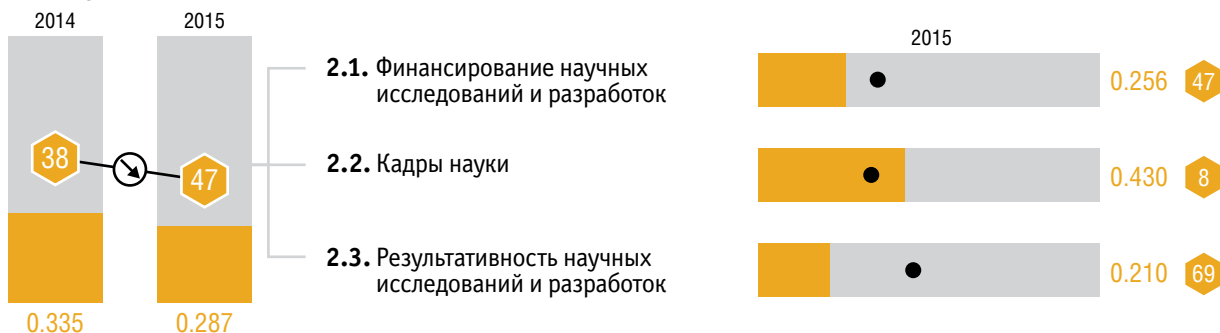 2014
2015
38
47
0.335
0.287
2.1. Финансирование научных
исследований и разработок
2.2. Кадры науки
2.3. Результативность научных
исследований и разработок
2015
0.256 47
0.430 8
0.210 69